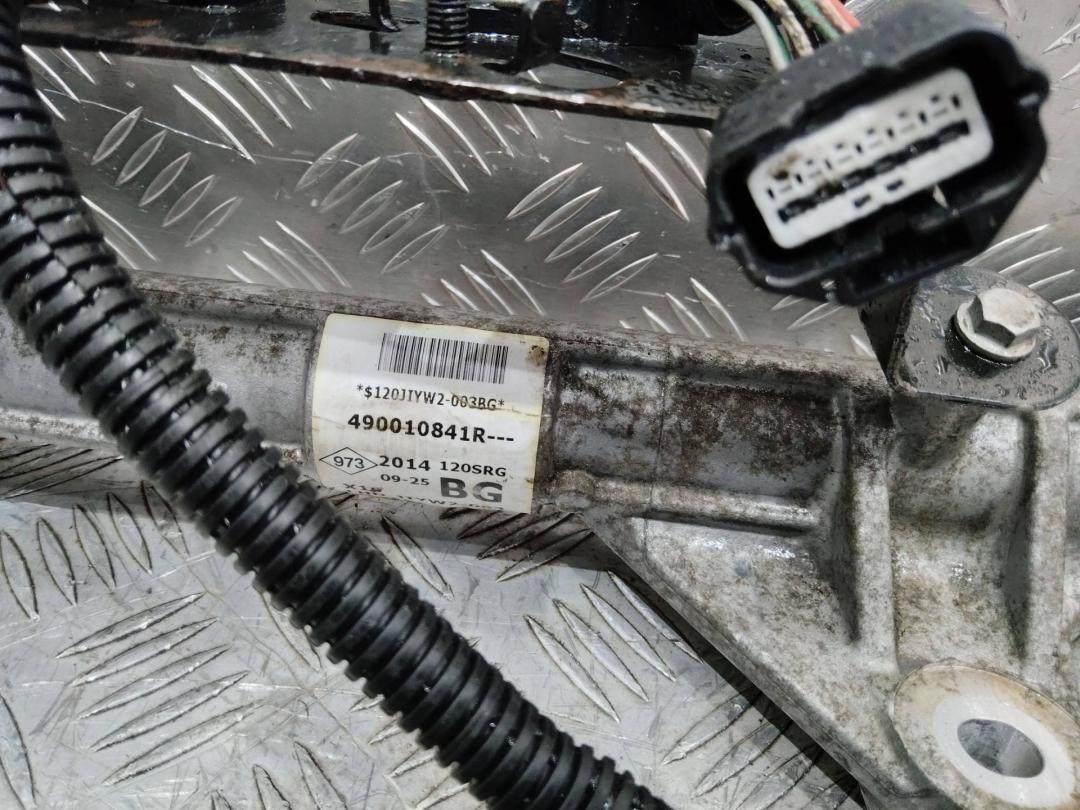 *$120JIYW2-003BG*
490010841R---
973 2014 120SRG
09-25 BG